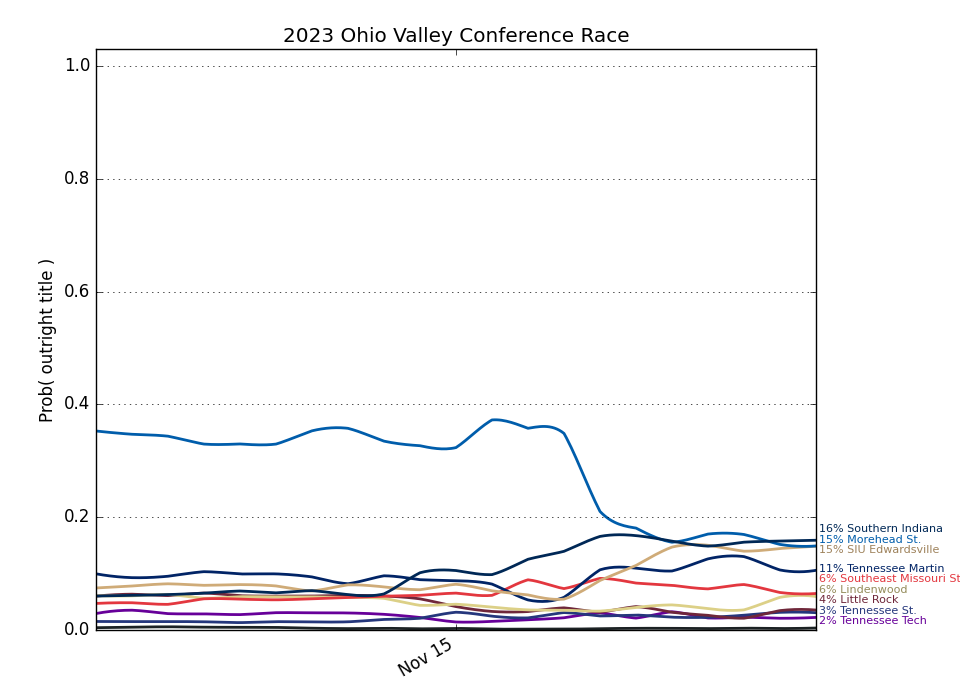 2023 Ohio Valley Conference Race
1.0
0.8
0.6
0.4
0.2
0.0
Prob( outright title )
Nov 15
16% Southern Indiana
15% Morehead St.
15% SIU Edwardsville
11% Tennessee Martin
6% Southeast Missouri St
6% Lindenwood
4% Little Rock
3% Tennessee St.
2% Tennessee Tech